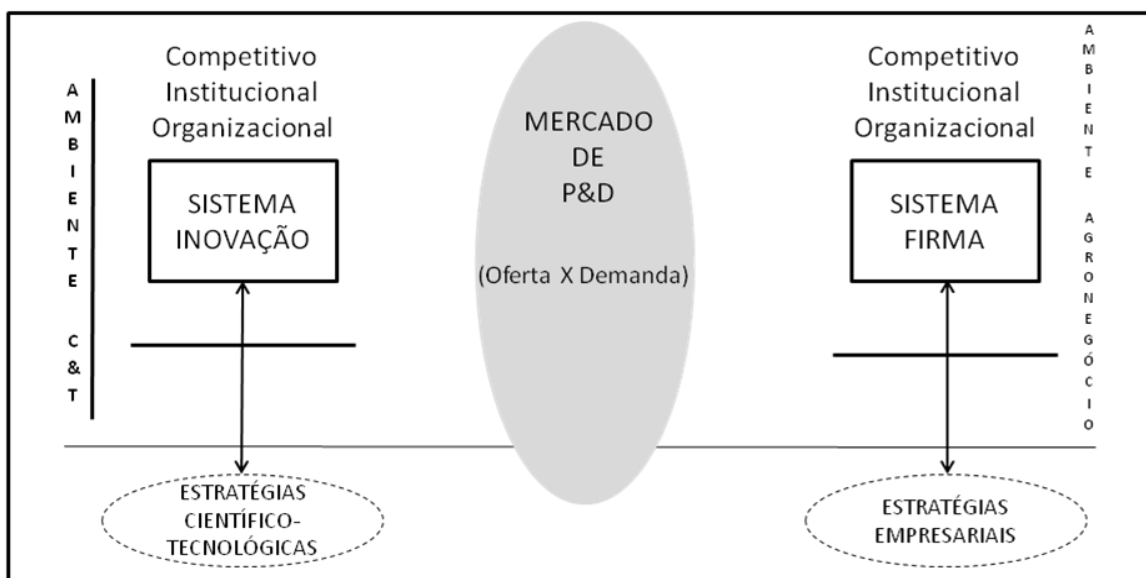 AMBIENTE C&T
Competitivo
Institucional
Organizacional
SISTEMA
INOVAÇÃO
ESTRATÉGIAS
CIENTÍFICO-
TECNOLÓGICAS
MERCADO
DE
P&D
(Oferta X Demanda)
Competitivo
Institucional
Organizacional
SISTEMA
FIRMA
ESTRATÉGIAS
EMPRESARIAIS
AMBIENTE AGRONEGÓCIO